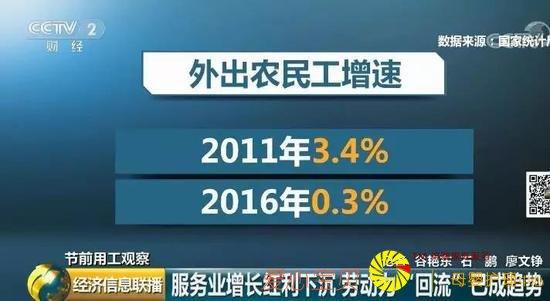 CCTV 2
财经
数据来源：国家统计局
外出农民工增速
2011年3.4%
2016年0.3%
节前用工观察
谷艳东 石 鹏 廖文铮
经济信息联播
服务业增长红利下沉 劳动力“回流”已成趋势